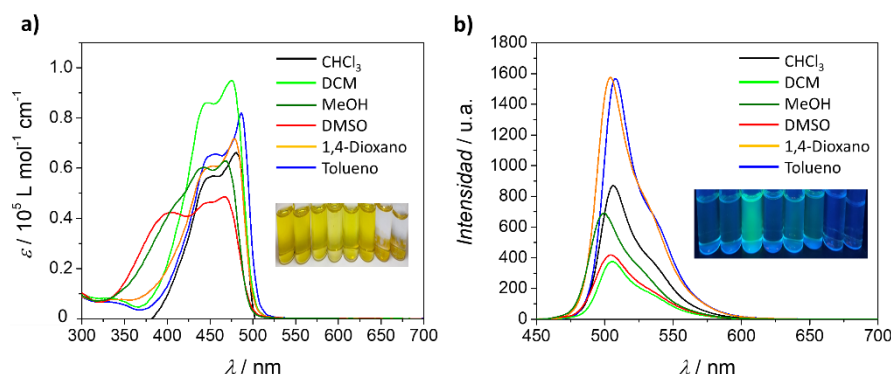 a)
ε / 10⁵ L mol⁻¹ cm⁻¹
1.0
0.8
0.6
0.4
0.2
0
300 350 400 450 500 550 600 650 700
λ / nm
CHCl₃
DCM
MeOH
DMSO
1,4-Dioxano
Tolueno
b)
Intensidad / u.a.
1800
1600
1400
1200
1000
800
600
400
200
0
450 500 550 600 650 700
λ / nm
CHCl₃
DCM
MeOH
DMSO
1,4-Dioxano
Tolueno